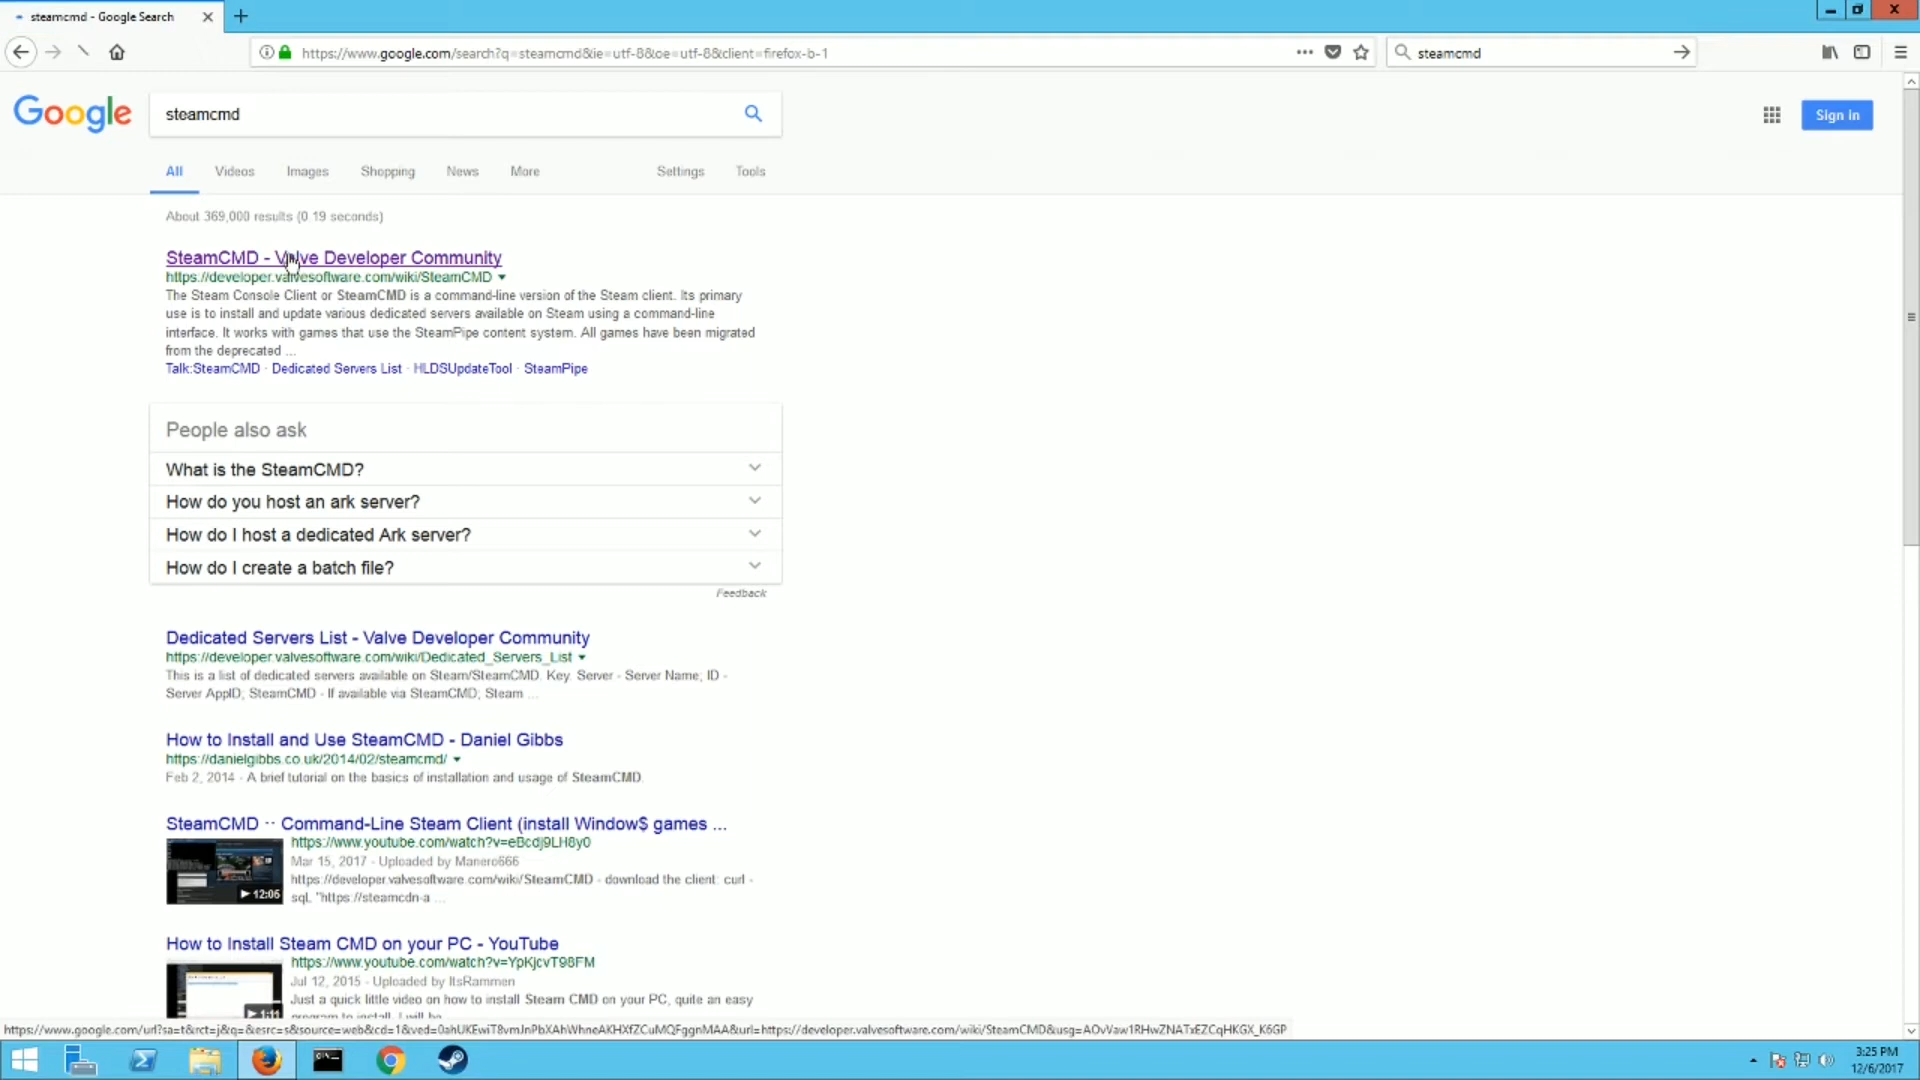 steamcmd - Google Search
https://www.google.com/search?q=steamcmd&ie=utf-8&oe=utf-8&client=firefox-b-1
steamcmd
Google
steamcmd
Sign in
All Videos Images Shopping News More Settings Tools
About 369,000 results (0 19 seconds)
SteamCMD - Valve Developer Community
https://developer.valvesoftware.com/wiki/SteamCMD
The Steam Console Client or SteamCMD is a command-line version of the Steam client. Its primary
use is to install and update various dedicated servers available on Steam using a command-line
interface. It works with games that use the SteamPipe content system. All games have been migrated
from the deprecated ...
Talk:SteamCMD · Dedicated Servers List · HLDSUpdateTool · SteamPipe
People also ask
What is the SteamCMD?
How do you host an ark server?
How do I host a dedicated Ark server?
How do I create a batch file?
Feedback
Dedicated Servers List - Valve Developer Community
https://developer.valvesoftware.com/wiki/Dedicated_Servers_List
This is a list of dedicated servers available on Steam/SteamCMD. Key. Server - Server Name; ID -
Server AppID; SteamCMD - If available via SteamCMD; Steam ...
How to Install and Use SteamCMD - Daniel Gibbs
https://danielgibbs.co.uk/2014/02/steamcmd/
Feb 2, 2014 - A brief tutorial on the basics of installation and usage of SteamCMD.
SteamCMD ·· Command-Line Steam Client (install Window$ games ...
https://www.youtube.com/watch?v=eBcdj9LH8y0
Mar 15, 2017 - Uploaded by Manero666
https://developer.valvesoftware.com/wiki/SteamCMD - download the client: curl -
sqL "https://steamcdn-a ...
12:05
How to Install Steam CMD on your PC - YouTube
https://www.youtube.com/watch?v=YpKjcvT98FM
Jul 12, 2015 - Uploaded by ItsRammen
Just a quick little video on how to install Steam CMD on your PC, quite an easy
program to install. I will be
1:11
https://www.google.com/url?sa=t&rct=j&q=&esrc=s&source=web&cd=1&ved=0ahUKEwiT8vmJnPbXAhWhneAKHXfZCuMQFggnMAA&url=https://developer.valvesoftware.com/wiki/SteamCMD&usg=AOvVaw1RHwZNATxEZCqHKGX_K6GP
3:25 PM
12/6/2017